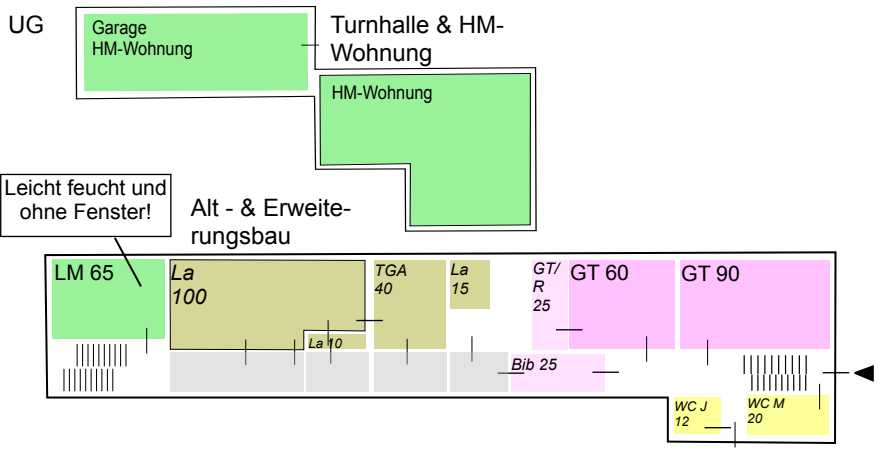 UG
Garage
HM-Wohnung
Turnhalle & HM-
Wohnung
HM-Wohnung
Leicht feucht und
ohne Fenster!
Alt - & Erweite-
rungsbau
LM 65
La
100
TGA
40
La
15
GT/
R
25
GT 60
GT 90
La 10
Bib 25
WC J
12
WC M
20